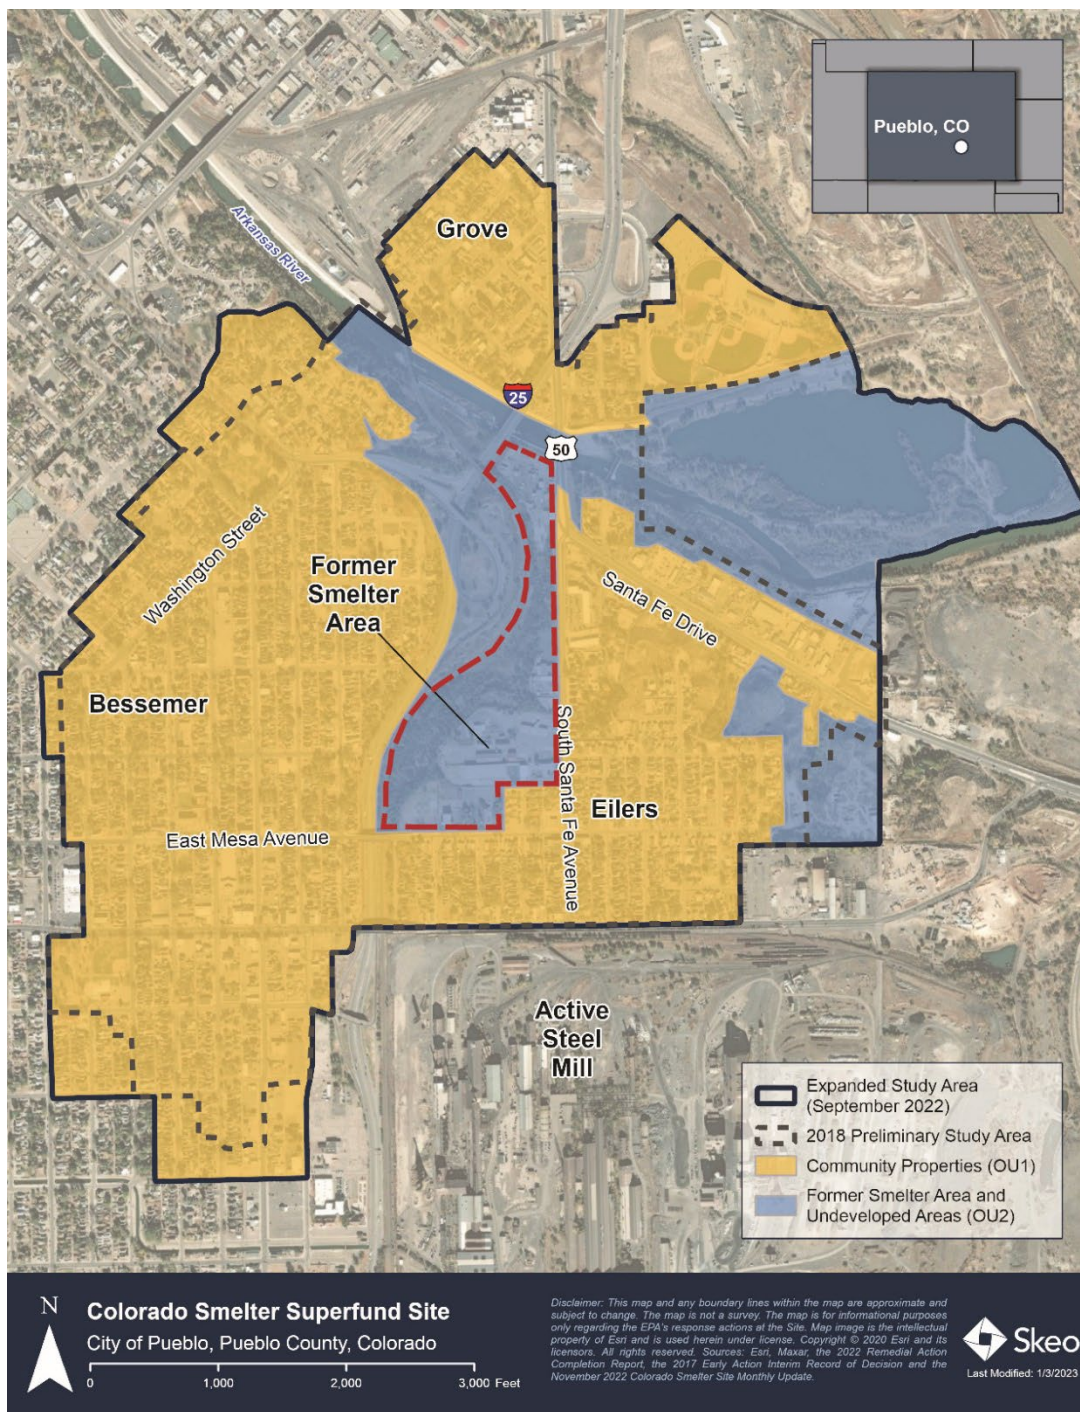 Pueblo, CO
Grove
Arkansas River
25
50
Washington Street
Former
Smelter
Area
Santa Fe Drive
Bessemer
South Santa Fe Avenue
Eilers
East Mesa Avenue
Active
Steel
Mill
Expanded Study Area
(September 2022)
2018 Preliminary Study Area
Community Properties (OU1)
Former Smelter Area and
Undeveloped Areas (OU2)
N
Colorado Smelter Superfund Site
City of Pueblo, Pueblo County, Colorado
0 1,000 2,000 3,000 Feet
Disclaimer: This map and any boundary lines within the map are approximate and
subject to change. The map is not a survey. The map is for informational purposes
only regarding the EPA's response actions at the Site. Map image is the intellectual
property of Esri and is used herein under license. Copyright © 2020 Esri and its
licensors. All rights reserved. Sources: Esri, Maxar, the 2022 Remedial Action
Completion Report, the 2017 Early Action Interim Record of Decision and the
November 2022 Colorado Smelter Site Monthly Update.
Skeo
Last Modified: 1/3/2023